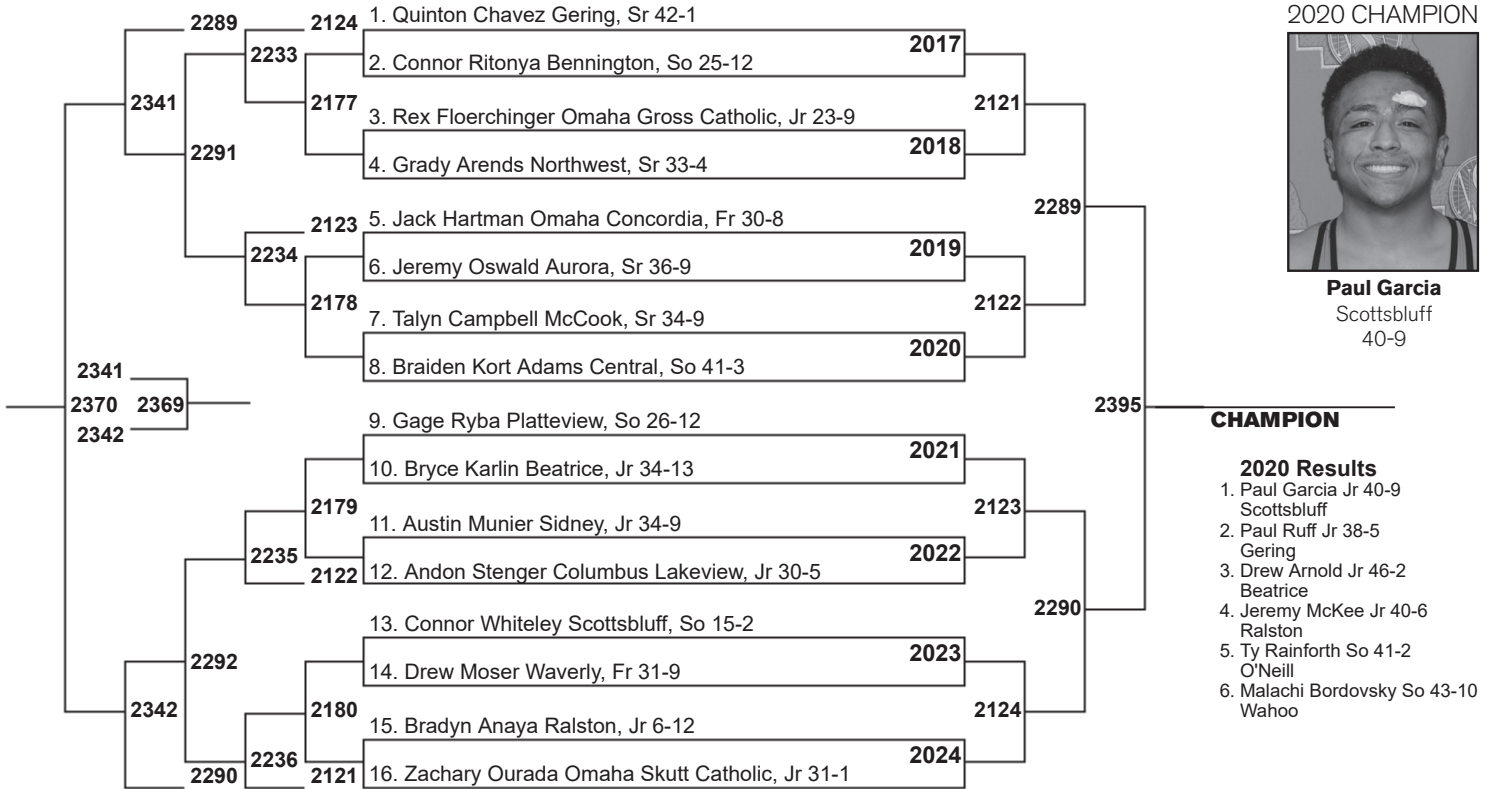 2289
2124
1. Quinton Chavez Gering, Sr 42-1
2020 CHAMPION
2233
2017
2. Connor Ritonya Bennington, So 25-12
2341
2177
2121
3. Rex Floerchinger Omaha Gross Catholic, Jr 23-9
2291
2018
4. Grady Arends Northwest, Sr 33-4
2289
2123
5. Jack Hartman Omaha Concordia, Fr 30-8
2234
2019
6. Jeremy Oswald Aurora, Sr 36-9
2178
2122
7. Talyn Campbell McCook, Sr 34-9
2020
8. Braiden Kort Adams Central, So 41-3
Paul Garcia
Scottsbluff
40-9
2341
2370 2369
2342
2395
CHAMPION
9. Gage Ryba Platteview, So 26-12
2021
10. Bryce Karlin Beatrice, Jr 34-13
2179
2123
11. Austin Munier Sidney, Jr 34-9
2235
2022
2122
12. Andon Stenger Columbus Lakeview, Jr 30-5
2290
13. Connor Whiteley Scottsbluff, So 15-2
2292
2023
14. Drew Moser Waverly, Fr 31-9
2342
2180
2124
15. Bradyn Anaya Ralston, Jr 6-12
2236
2024
2290
2121
16. Zachary Ourada Omaha Skutt Catholic, Jr 31-1
2020 Results
1. Paul Garcia Jr 40-9
Scottsbluff
2. Paul Ruff Jr 38-5
Gering
3. Drew Arnold Jr 46-2
Beatrice
4. Jeremy McKee Jr 40-6
Ralston
5. Ty Rainforth So 41-2
O'Neill
6. Malachi Bordovsky So 43-10
Wahoo